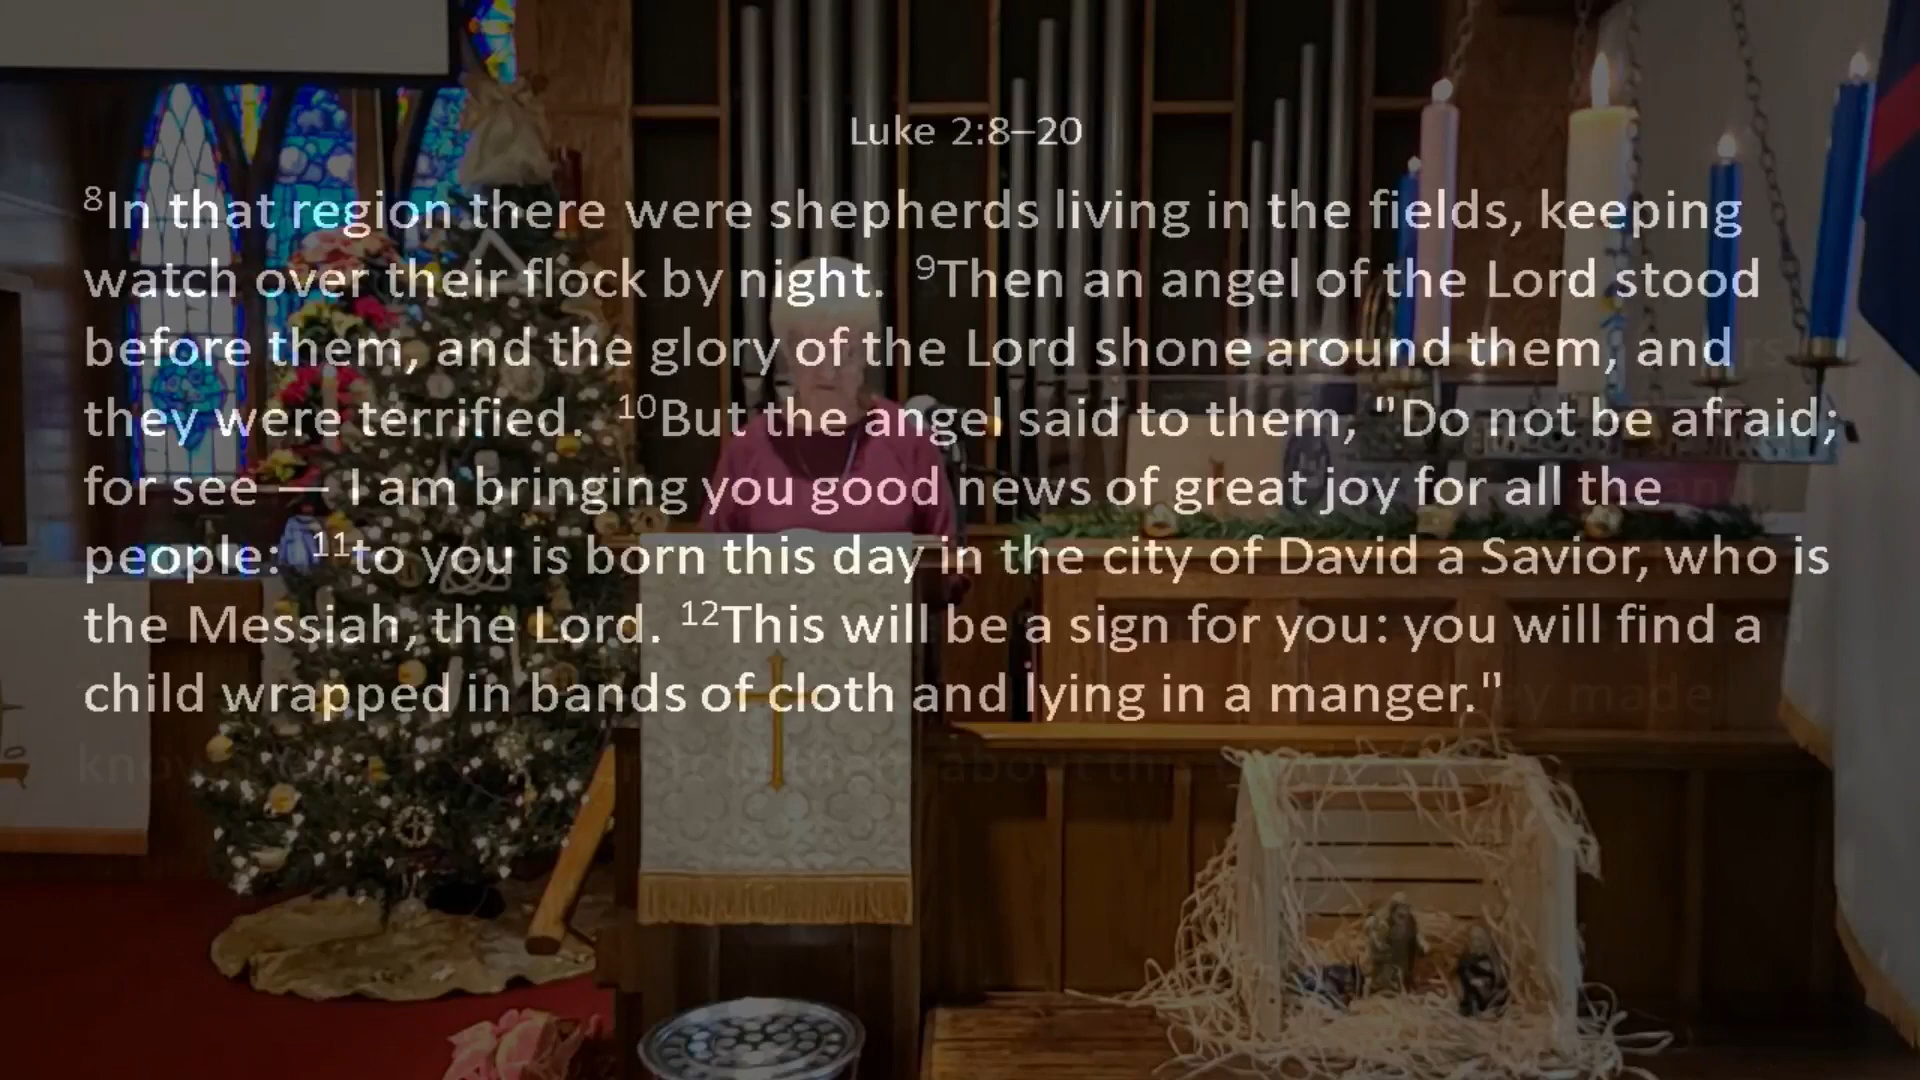 Luke 2:8–20
⁸In that region there were shepherds living in the fields, keeping
watch over their flock by night. ⁹Then an angel of the Lord stood
before them, and the glory of the Lord shone around them, and
they were terrified. ¹⁰But the angel said to them, "Do not be afraid;
for see — I am bringing you good news of great joy for all the
people: ¹¹to you is born this day in the city of David a Savior, who is
the Messiah, the Lord. ¹²This will be a sign for you: you will find a
child wrapped in bands of cloth and lying in a manger."
made
about